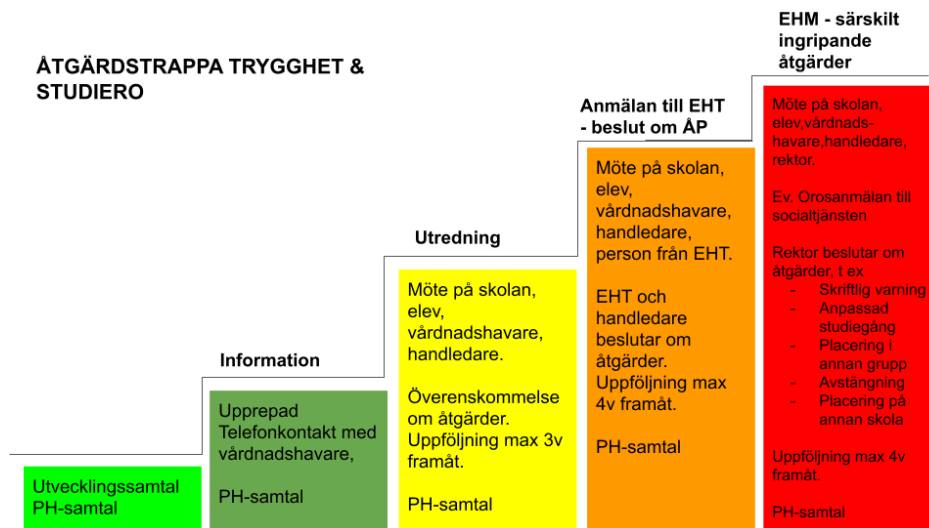 ÅTGÄRDSTRAPPA TRYGGHET &
STUDIERO
Utvecklingssamtal
PH-samtal
Information
Upprepad
Telefonkontakt med
vårdnadshavare,
PH-samtal
Utredning
Möte på skolan,
elev,
vårdnadshavare,
handledare.
Överenskommelse
om åtgärder.
Uppföljning max 3v
framåt.
PH-samtal
Anmälan till EHT
- beslut om ÅP
Möte på skolan,
elev,
vårdnadshavare,
handledare,
person från EHT.
EHT och
handledare
beslutar om
åtgärder.
Uppföljning max
4v framåt.
PH-samtal
EHM - särskilt
ingripande
åtgärder
Möte på skolan,
elev,vårdnads-
havare,handledare,
rektor.
Ev. Orosanmälan till
socialtjänsten
Rektor beslutar om
åtgärder, t ex
- Skriftlig varning
- Anpassad
studiegång
- Placering i
annan grupp
- Avstängning
- Placering på
annan skola
Uppföljning max 4v
framåt.
PH-samtal